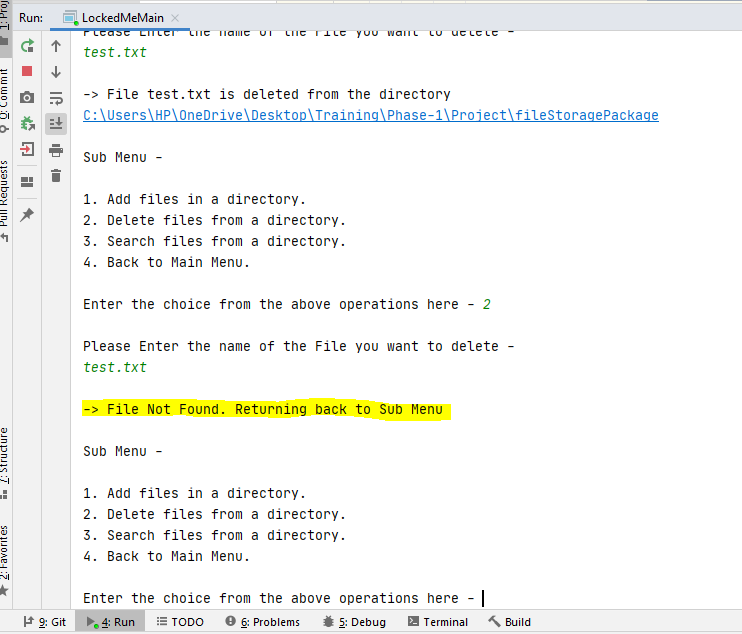 Run: LockedMeMain
1: Proj
0: Commit
Pull Requests
7: Structure
2: Favorites
Please Enter the name of the File you want to delete -
test.txt
-> File test.txt is deleted from the directory
C:\Users\HP\OneDrive\Desktop\Training\Phase-1\Project\fileStoragePackage
Sub Menu -
1. Add files in a directory.
2. Delete files from a directory.
3. Search files from a directory.
4. Back to Main Menu.
Enter the choice from the above operations here - 2
Please Enter the name of the File you want to delete -
test.txt
-> File Not Found. Returning back to Sub Menu
Sub Menu -
1. Add files in a directory.
2. Delete files from a directory.
3. Search files from a directory.
4. Back to Main Menu.
Enter the choice from the above operations here -
9: Git 4: Run TODO 6: Problems 5: Debug Terminal Build